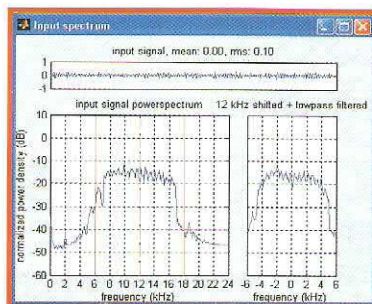 Input spectrum
input signal, mean: 0.00, rms: 0.10
1
0
-1
input signal powerspectrum
12 kHz shifted + lowpass filtered
normalized power density (dB)
10
0
-10
-20
-30
-40
-50
-60
0 2 4 6 8 10 12 14 16 18 20 22 24
frequency (kHz)
-6 -4 -2 0 2 4 6
frequency (kHz)